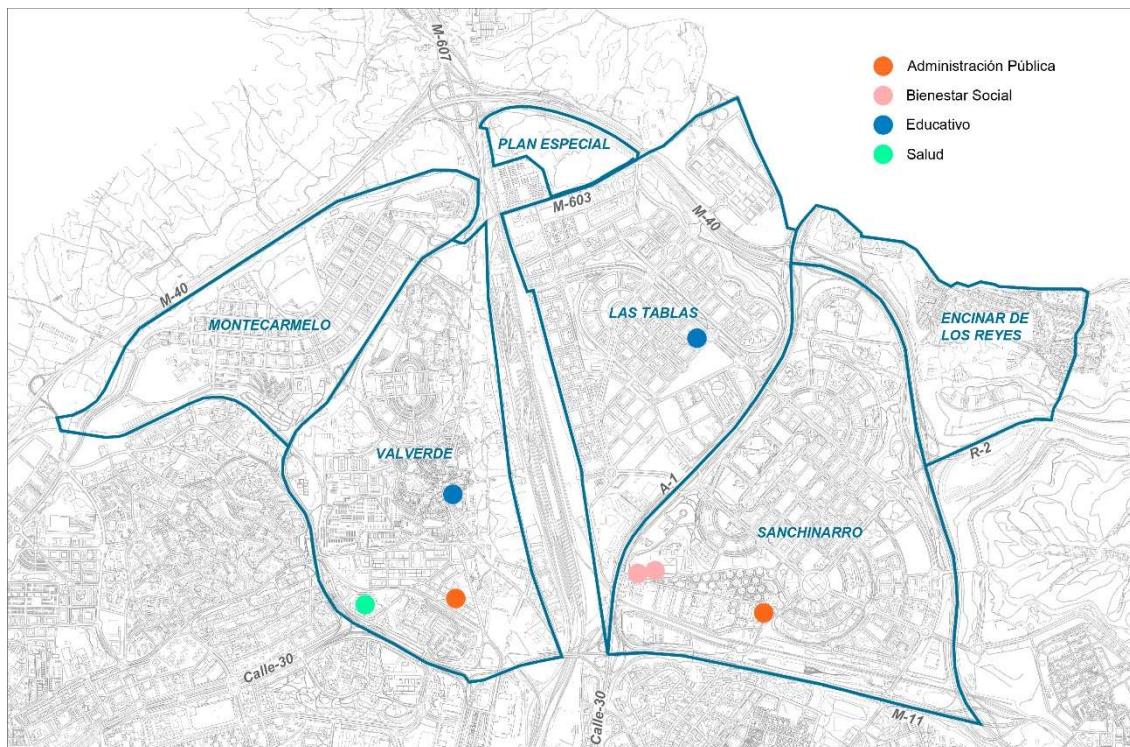 M-607
Administración Pública
Bienestar Social
Educativo
Salud
PLAN ESPECIAL
M-603
M-40
M-40
MONTECARMELO
LAS TABLAS
ENCINAR DE
LOS REYES
VALVERDE
R-2
A-1
SANCHINARRO
Calle-30
Calle-30
M-11